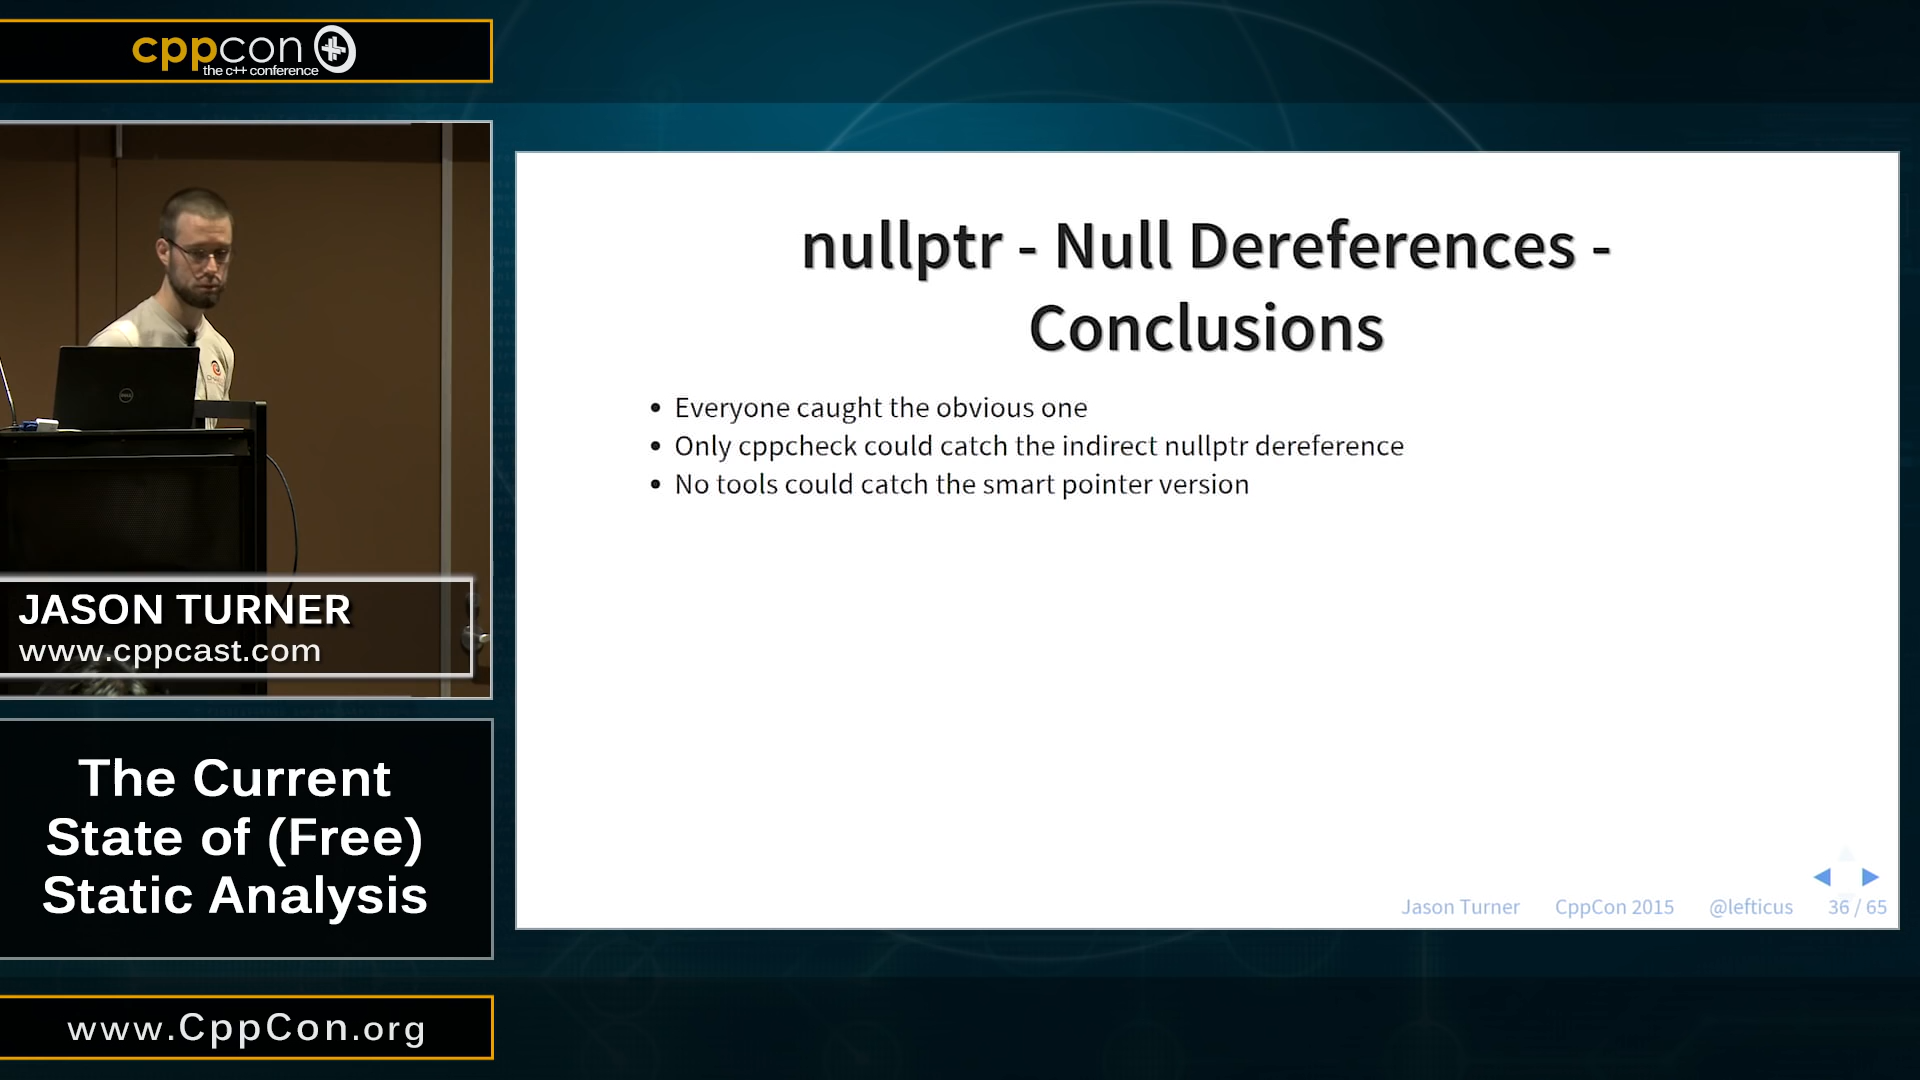 cppcon
the c++ conference
JASON TURNER
www.cppcast.com
The Current
State of (Free)
Static Analysis
www.CppCon.org
nullptr - Null Dereferences -
Conclusions
• Everyone caught the obvious one
• Only cppcheck could catch the indirect nullptr dereference
• No tools could catch the smart pointer version
Jason Turner CppCon 2015 @lefticus 36 / 65